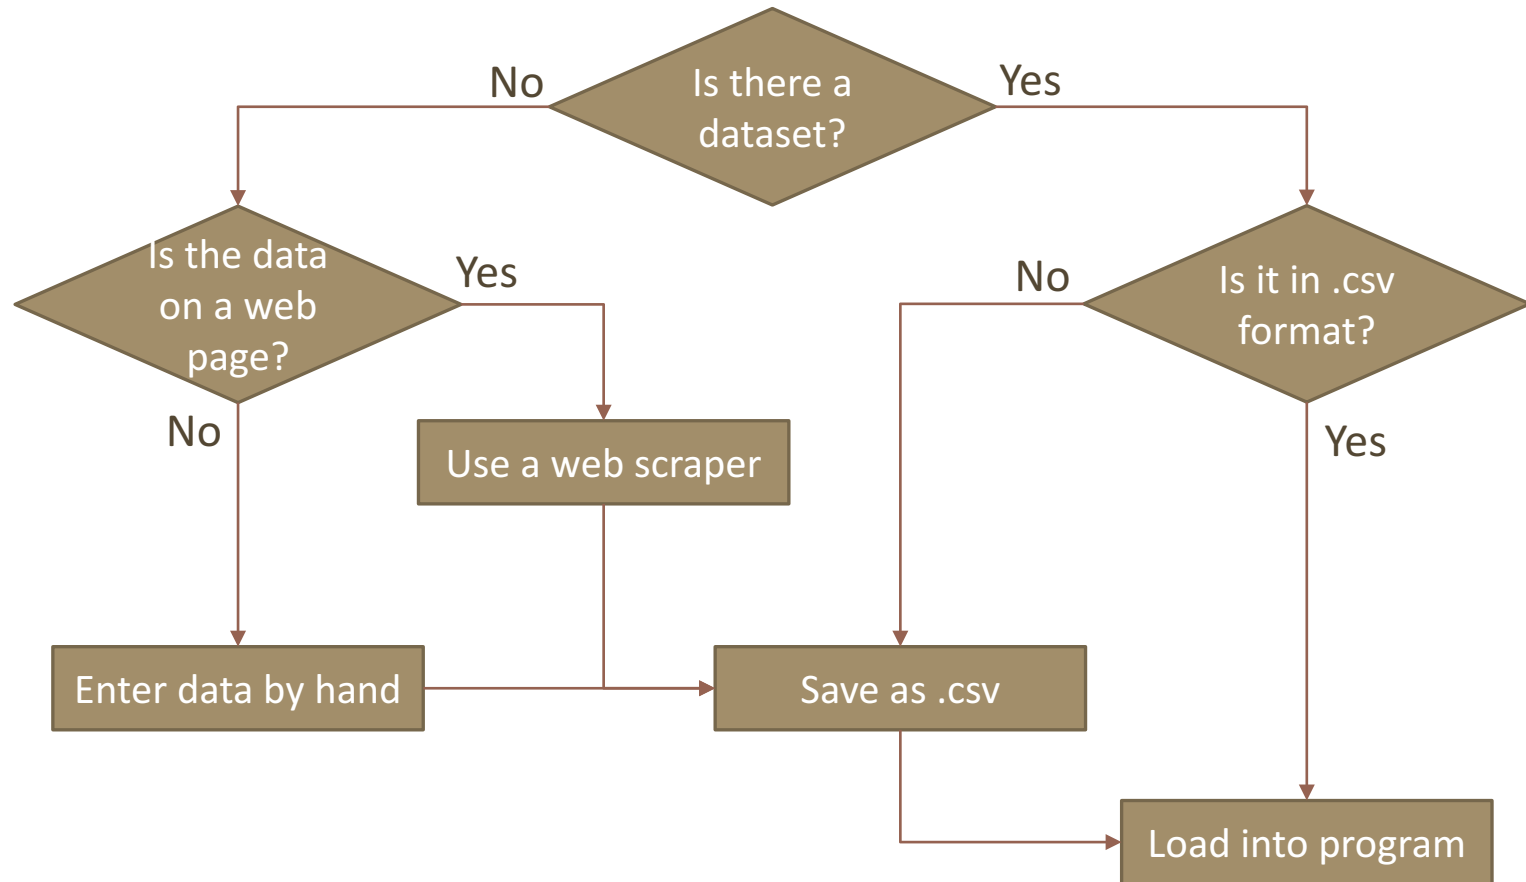 No
Is there a
dataset?
Yes
Is the data
on a web
page?
Yes
No
Is it in .csv
format?
No
Use a web scraper
Yes
Enter data by hand
Save as .csv
Load into program